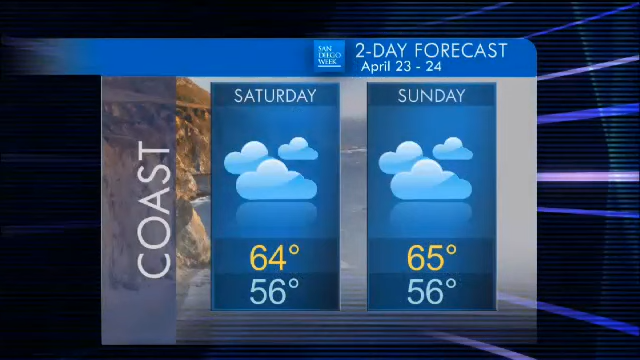 SAN
DIEGO
WEEK
2-DAY FORECAST
April 23 - 24
COAST
SATURDAY
64°
56°
SUNDAY
65°
56°